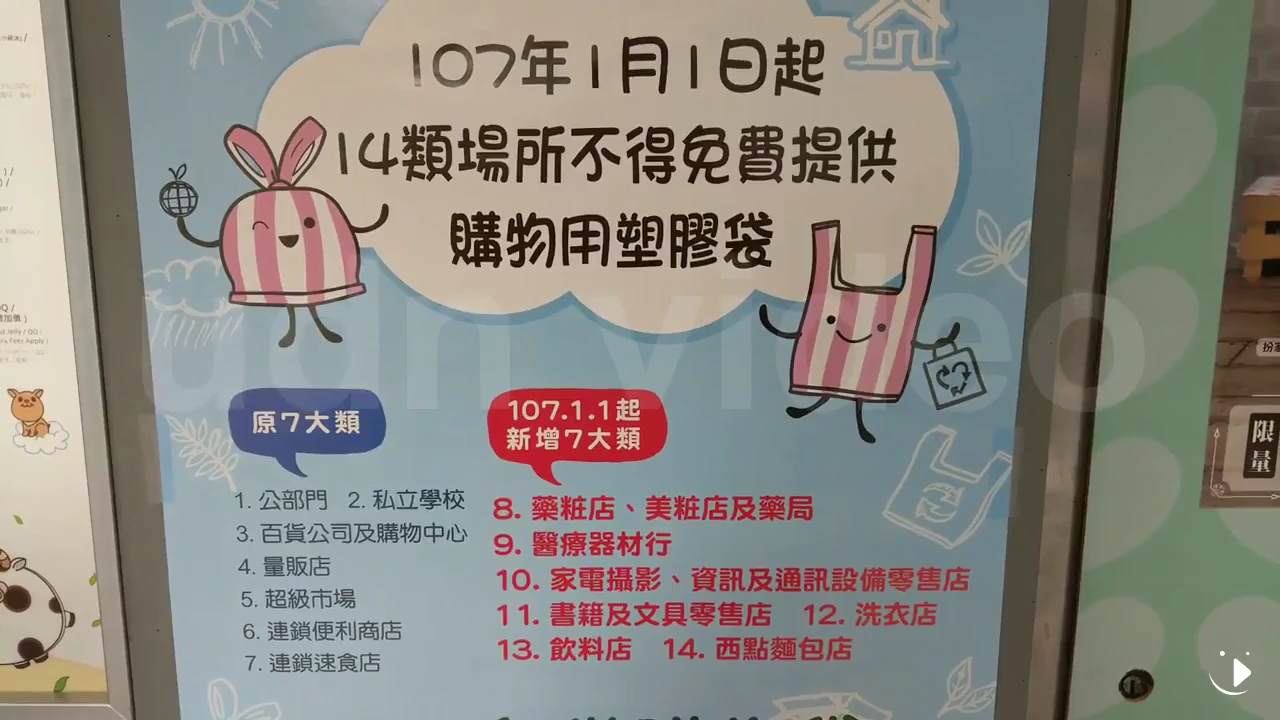 107年1月1日起
14類場所不得免費提供
購物用塑膠袋
原7大類
1. 公部門 2. 私立學校
3. 百貨公司及購物中心
4. 量販店
5. 超級市場
6. 連鎖便利商店
7. 連鎖速食店
107.1.1起
新增7大類
8. 藥粧店、美粧店及藥局
9. 醫療器材行
10. 家電攝影、資訊及通訊設備零售店
11. 書籍及文具零售店 12. 洗衣店
13. 飲料店 14. 西點麵包店
限量
udn video